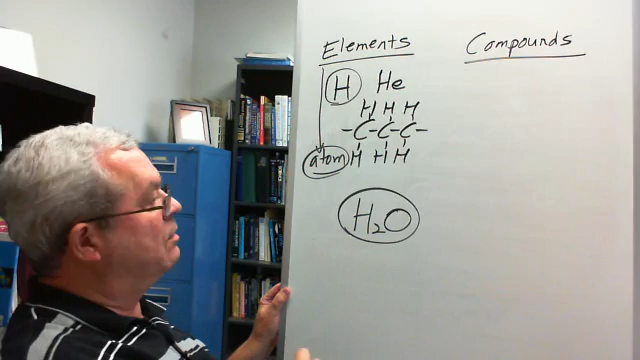 Elements Compounds
H He
H H H
-C-C-C-
atom H H H
H₂O